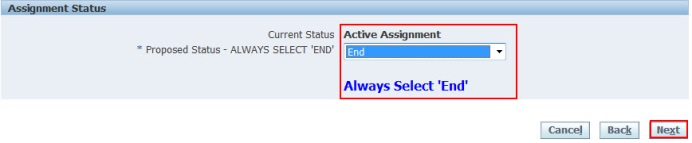 Assignment Status
Current Status Active Assignment
* Proposed Status - ALWAYS SELECT 'END' End
Always Select 'End'
Cancel Back Next